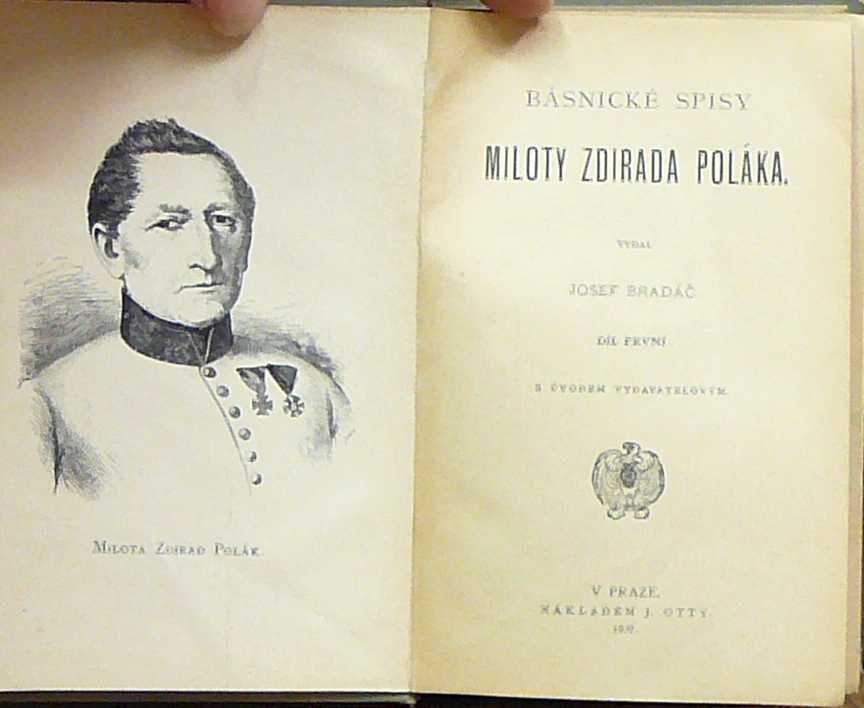 Milota Zdirad Polák.
BÁSNICKÉ SPISY
MILOTY ZDIRADA POLÁKA.
VYDAL
JOSEF BRADÁČ.
DÍL PRVNÍ
S ÚVODEM VYDAVATELOVÝM.
V PRAZE.
NÁKLADEM J. OTTY.